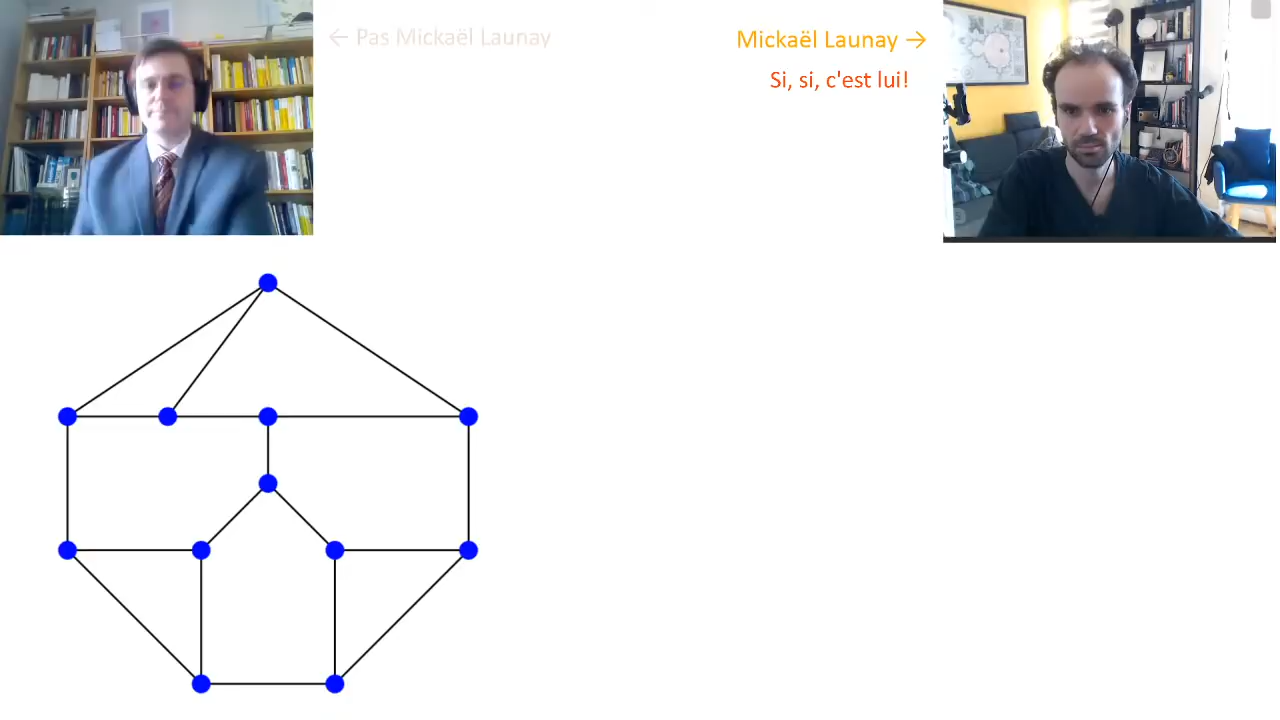 ← Pas Mickaël Launay
Mickaël Launay →
Si, si, c'est lui!